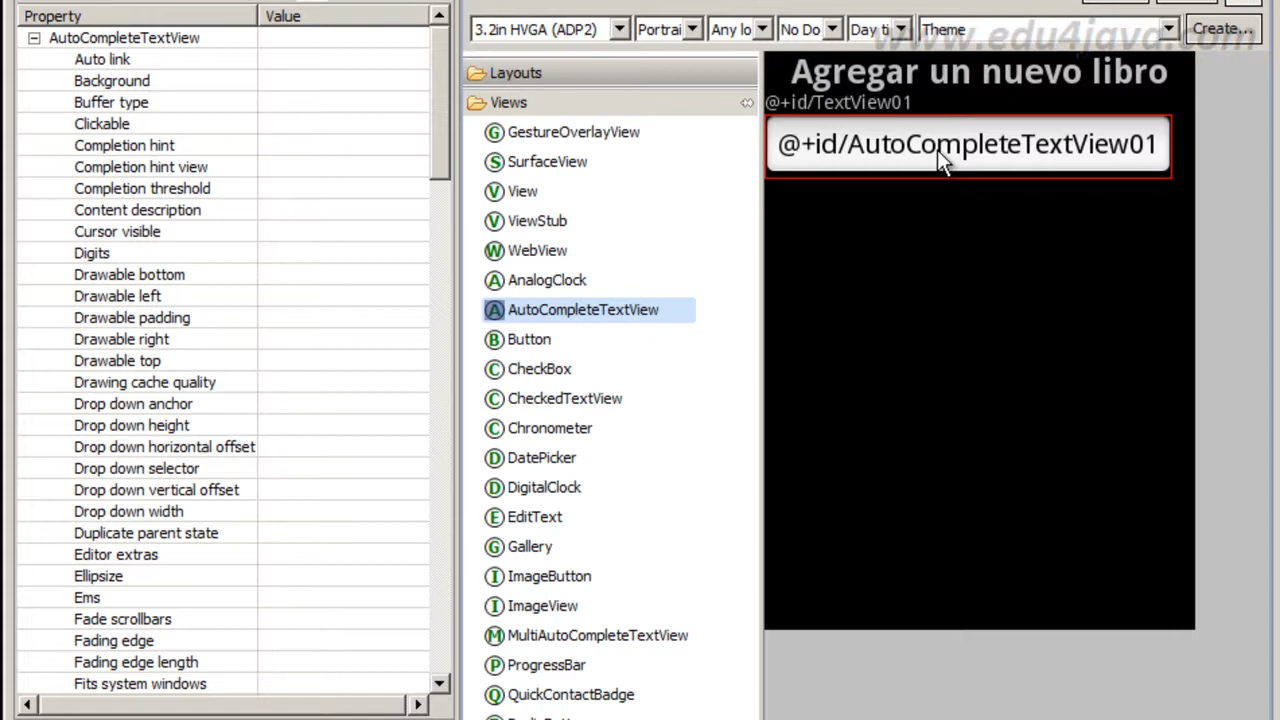 Property Value
AutoCompleteTextView
Auto link
Background
Buffer type
Clickable
Completion hint
Completion hint view
Completion threshold
Content description
Cursor visible
Digits
Drawable bottom
Drawable left
Drawable padding
Drawable right
Drawable top
Drawing cache quality
Drop down anchor
Drop down height
Drop down horizontal offset
Drop down selector
Drop down vertical offset
Drop down width
Duplicate parent state
Editor extras
Ellipsize
Ems
Fade scrollbars
Fading edge
Fading edge length
Fits system windows
3.2in HVGA (ADP2) Portrai Any lo No Do Day ti Theme Create...
www.edu4java.com
Layouts
Views
GestureOverlayView
SurfaceView
View
ViewStub
WebView
AnalogClock
AutoCompleteTextView
Button
CheckBox
CheckedTextView
Chronometer
DatePicker
DigitalClock
EditText
Gallery
ImageButton
ImageView
MultiAutoCompleteTextView
ProgressBar
QuickContactBadge
Agregar un nuevo libro
@+id/TextView01
@+id/AutoCompleteTextView01